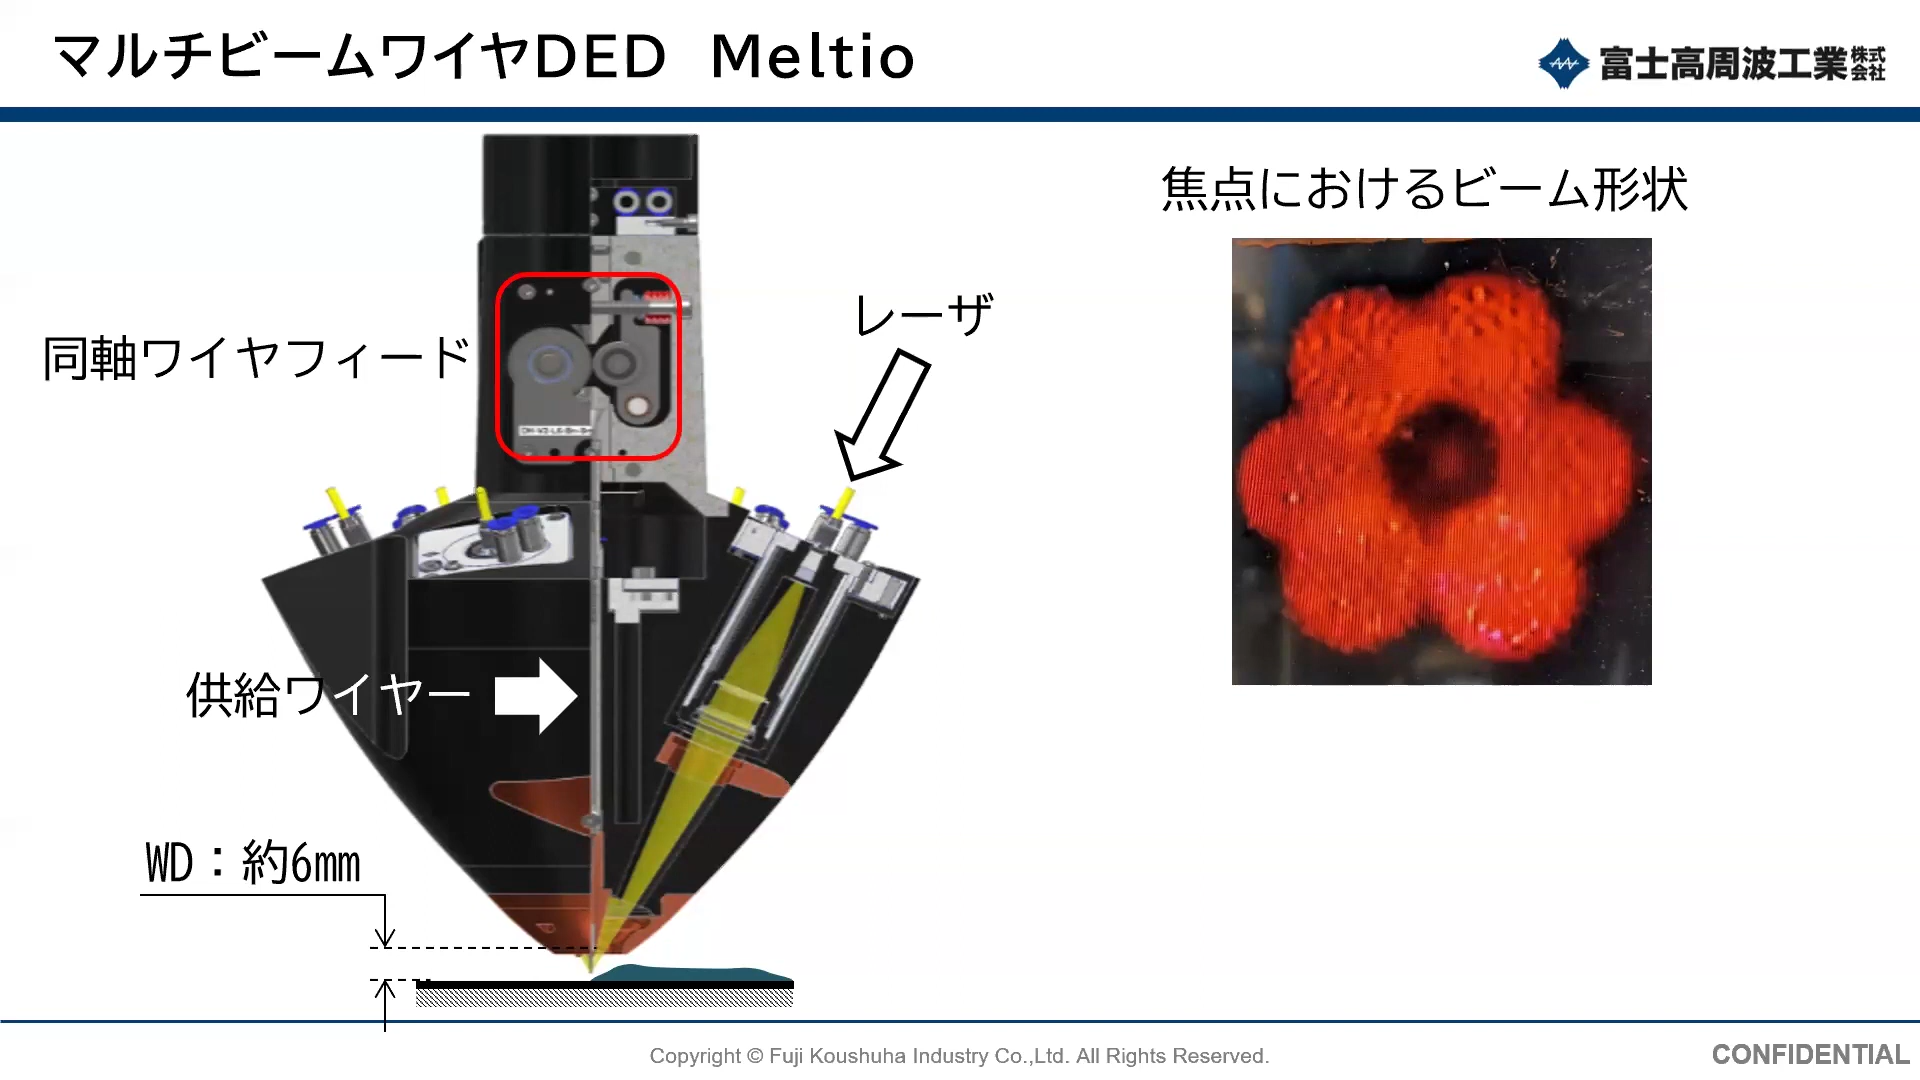 マルチビームワイヤDED　Meltio
富士高周波工業株式会社
焦点におけるビーム形状
レーザ
同軸ワイヤフィード
供給ワイヤー
WD：約6mm
Copyright © Fuji Koushuha Industry Co.,Ltd. All Rights Reserved.
CONFIDENTIAL